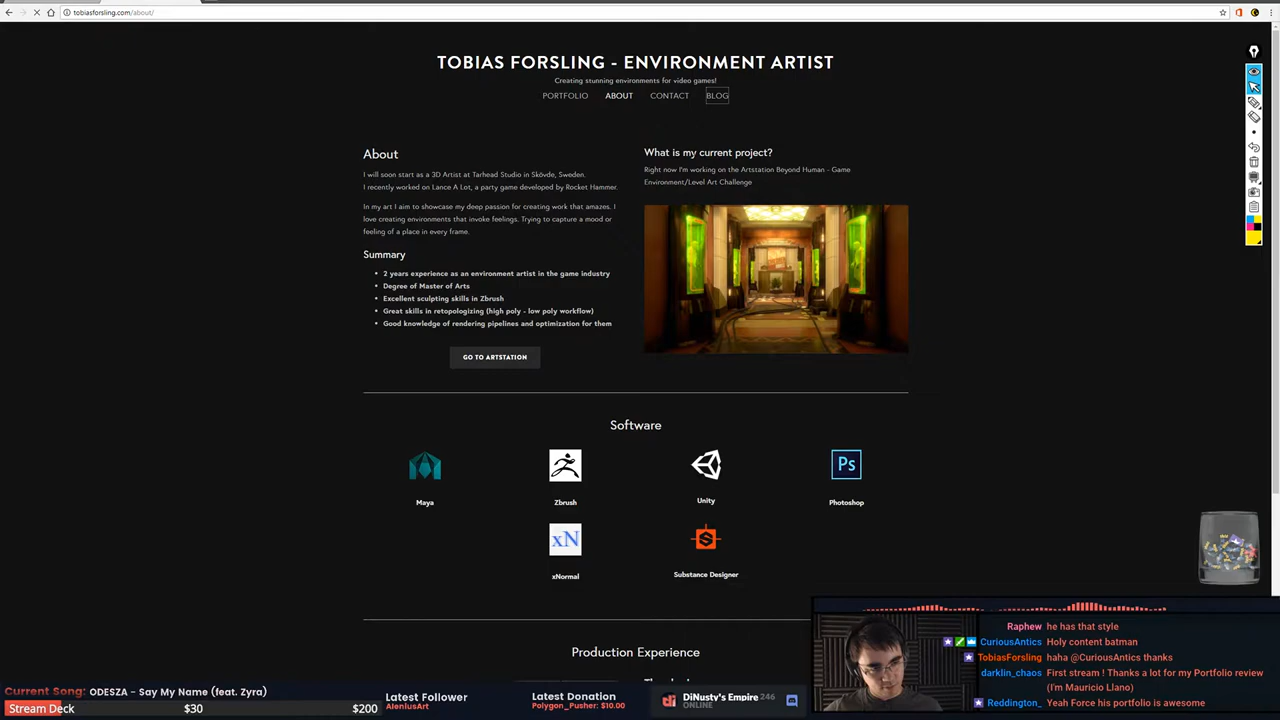 tobiasforsling.com/about/
TOBIAS FORSLING - ENVIRONMENT ARTIST
Creating stunning environments for video games!
PORTFOLIO ABOUT CONTACT BLOG
About
I will soon start as a 3D Artist at Tarhead Studio in Skövde, Sweden.
I recently worked on Lance A Lot, a party game developed by Rocket Hammer.
In my art I aim to showcase my deep passion for creating work that amazes. I
love creating environments that invoke feelings. Trying to capture a mood or
feeling of a place in every frame.
Summary
• 2 years experience as an environment artist in the game industry
• Degree of Master of Arts
• Excellent sculpting skills in Zbrush
• Great skills in retopologizing (high poly - low poly workflow)
• Good knowledge of rendering pipelines and optimization for them
GO TO ARTSTATION
What is my current project?
Right now I'm working on the Artstation Beyond Human - Game
Environment/Level Art Challenge
Software
Ps
Maya Zbrush Unity Photoshop
xN
xNormal Substance Designer
Production Experience
Raphew he has that style
CuriousAntics Holy content batman
TobiasForsling haha @CuriousAntics thanks
darklin_chaos First stream ! Thanks a lot for my Portfolio review
(I'm Mauricio Llano)
Reddington_ Yeah Force his portfolio is awesome
Current Song: ODESZA - Say My Name (feat. Zyra)
Stream Deck $30 $200
Latest Follower
AleniusArt
Latest Donation
Polygon_Pusher: $10.00
DiNusty's Empire 246
ONLINE